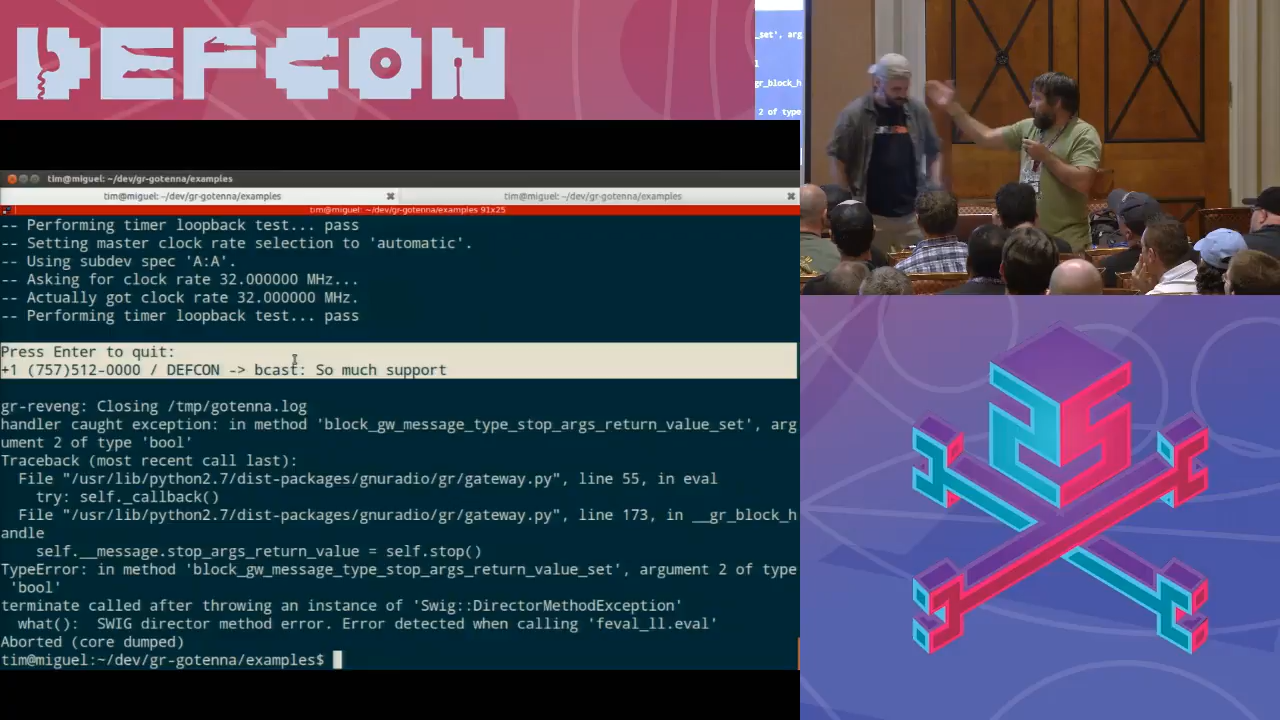 DEFCON
_set', arg
l
gr_block_h
2 of type
tim@miguel: ~/dev/gr-gotenna/examples
tim@miguel: ~/dev/gr-gotenna/examples
tim@miguel: ~/dev/gr-gotenna/examples
tim@miguel: ~/dev/gr-gotenna/examples 91x25
-- Performing timer loopback test... pass
-- Setting master clock rate selection to 'automatic'.
-- Using subdev spec 'A:A'.
-- Asking for clock rate 32.000000 MHz...
-- Actually got clock rate 32.000000 MHz.
-- Performing timer loopback test... pass
Press Enter to quit:
+1 (757)512-0000 / DEFCON -> bcast: So much support
gr-reveng: Closing /tmp/gotenna.log
handler caught exception: in method 'block_gw_message_type_stop_args_return_value_set', arg
ument 2 of type 'bool'
Traceback (most recent call last):
File "/usr/lib/python2.7/dist-packages/gnuradio/gr/gateway.py", line 55, in eval
try: self._callback()
File "/usr/lib/python2.7/dist-packages/gnuradio/gr/gateway.py", line 173, in __gr_block_h
andle
self.__message.stop_args_return_value = self.stop()
TypeError: in method 'block_gw_message_type_stop_args_return_value_set', argument 2 of type
'bool'
terminate called after throwing an instance of 'Swig::DirectorMethodException'
what():  SWIG director method error. Error detected when calling 'feval_ll.eval'
Aborted (core dumped)
tim@miguel:~/dev/gr-gotenna/examples$
25